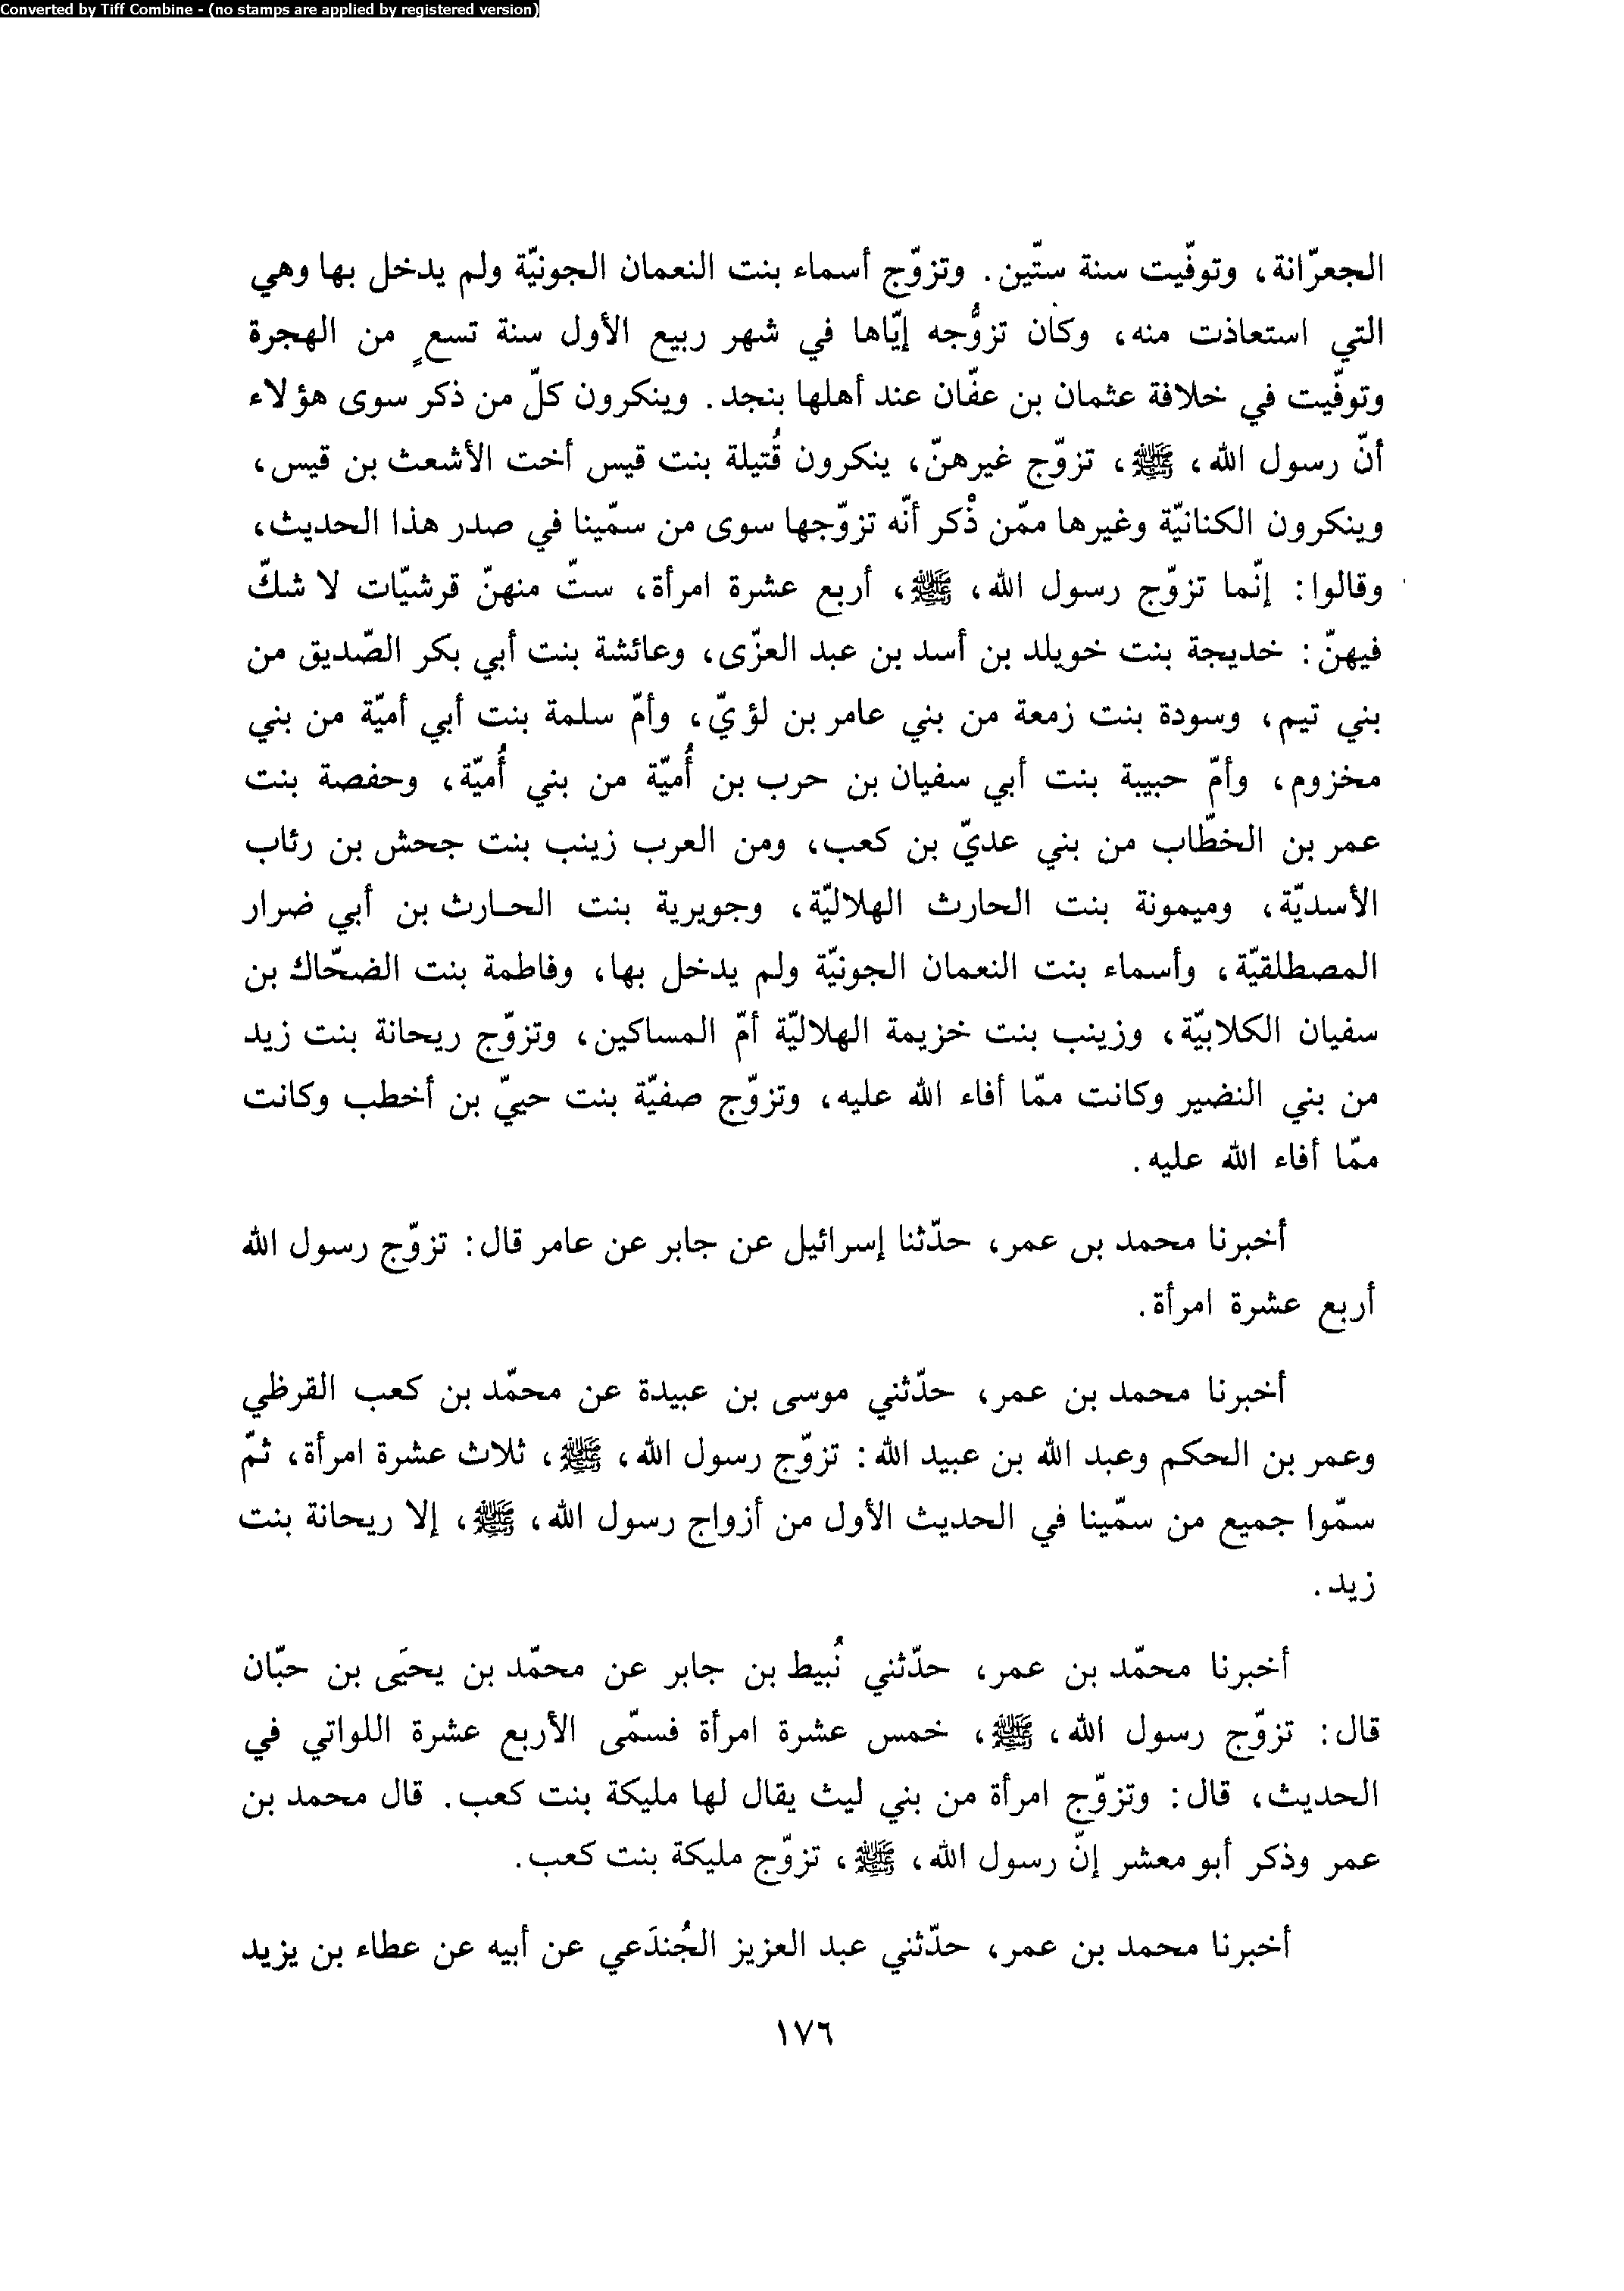 Converted by Tiff Combine - (no stamps are applied by registered version)
الجعرّانة، وتوفّيت سنة ستّين. وتزوّج أسماء بنت النعمان الجونيّة ولم يدخل بها وهي
التي استعاذت منه، وكان تزوُّجه إيّاها في شهر ربيع الأول سنة تسعٍ من الهجرة
وتوفّيت في خلافة عثمان بن عفّان عند أهلها بنجد. وينكرون كلّ من ذكر سوى هؤلاء
أنّ رسول الله، ﷺ، تزوّج غيرهنّ، ينكرون قُتيلة بنت قيس أخت الأشعث بن قيس،
وينكرون الكنانيّة وغيرها ممّن ذْكر أنّه تزوّجها سوى من سمّينا في صدر هذا الحديث،
وقالوا: إنّما تزوّج رسول الله، ﷺ، أربع عشرة امرأة، ستّ منهنّ قرشيّات لا شكّ
فيهنّ: خديجة بنت خويلد بن أسد بن عبد العزّى، وعائشة بنت أبي بكر الصّديق من
بني تيم، وسودة بنت زمعة من بني عامر بن لؤيّ، وأمّ سلمة بنت أبي أميّة من بني
مخزوم، وأمّ حبيبة بنت أبي سفيان بن حرب بن أُميّة من بني أُميّة، وحفصة بنت
عمر بن الخطّاب من بني عديّ بن كعب، ومن العرب زينب بنت جحش بن رئاب
الأسديّة، وميمونة بنت الحارث الهلاليّة، وجويرية بنت الحـارث بن أبي ضرار
المصطلقيّة، وأسماء بنت النعمان الجونيّة ولم يدخل بها، وفاطمة بنت الضحّاك بن
سفيان الكلابيّة، وزينب بنت خزيمة الهلاليّة أمّ المساكين، وتزوّج ريحانة بنت زيد
من بني النضير وكانت ممّا أفاء الله عليه، وتزوّج صفيّة بنت حييّ بن أخطب وكانت
ممّا أفاء الله عليه.
أخبرنا محمد بن عمر، حدّثنا إسرائيل عن جابر عن عامر قال: تزوّج رسول الله
أربع عشرة امرأة.
أخبرنا محمد بن عمر، حدّثني موسى بن عبيدة عن محمّد بن كعب القرظي
وعمر بن الحكم وعبد الله بن عبيد الله: تزوّج رسول الله، ﷺ، ثلاث عشرة امرأة، ثمّ
سمّوا جميع من سمّينا في الحديث الأول من أزواج رسول الله، ﷺ، إلا ريحانة بنت
زيد.
أخبرنا محمّد بن عمر، حدّثني نُبيط بن جابر عن محمّد بن يحيَى بن حبّان
قال: تزوّج رسول الله، ﷺ، خمس عشرة امرأة فسمّى الأربع عشرة اللواتي في
الحديث، قال: وتزوّج امرأة من بني ليث يقال لها مليكة بنت كعب. قال محمد بن
عمر وذكر أبو معشر إنّ رسول الله، ﷺ، تزوّج مليكة بنت كعب.
أخبرنا محمد بن عمر، حدّثني عبد العزيز الجُندَعي عن أبيه عن عطاء بن يزيد
١٧٦